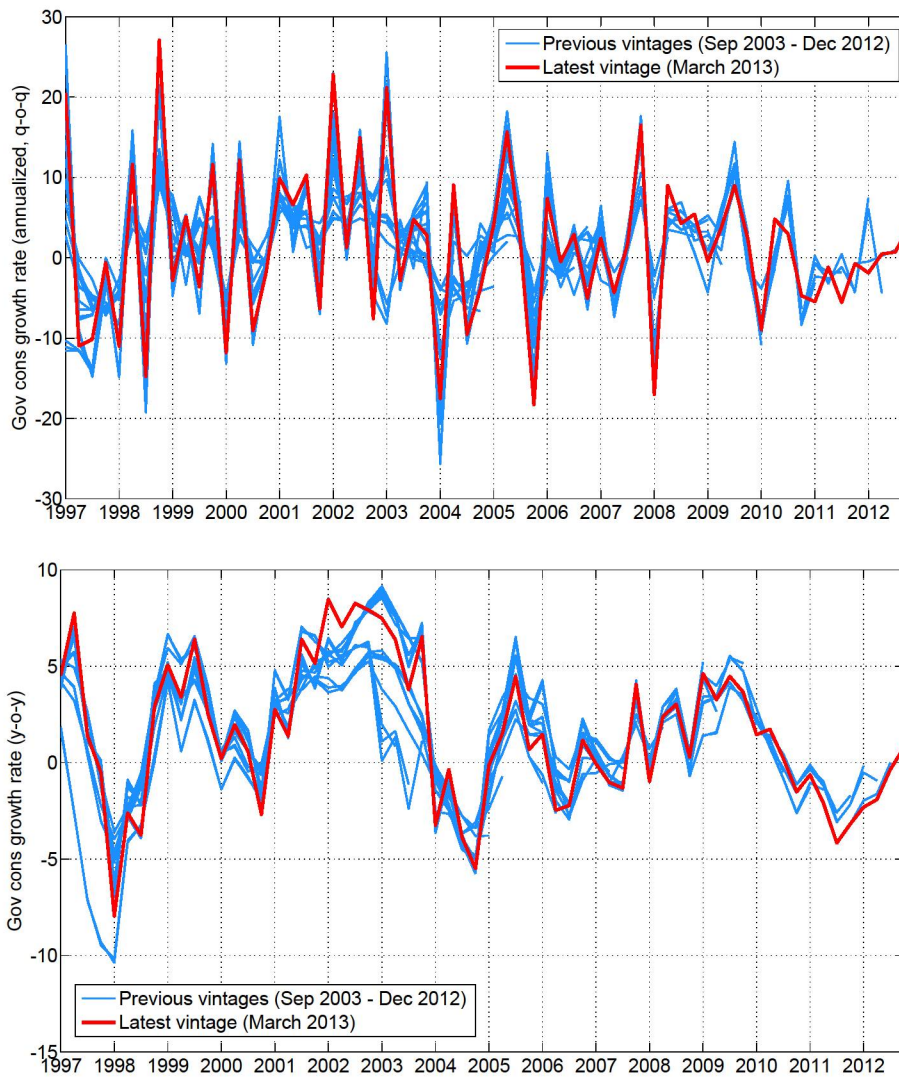 Gov cons growth rate (annualized, q-o-q)
30
20
10
0
-10
-20
-30
Previous vintages (Sep 2003 - Dec 2012)
Latest vintage (March 2013)
1997 1998 1999 2000 2001 2002 2003 2004 2005 2006 2007 2008 2009 2010 2011 2012
Gov cons growth rate (y-o-y)
10
5
0
-5
-10
-15
Previous vintages (Sep 2003 - Dec 2012)
Latest vintage (March 2013)
1997 1998 1999 2000 2001 2002 2003 2004 2005 2006 2007 2008 2009 2010 2011 2012